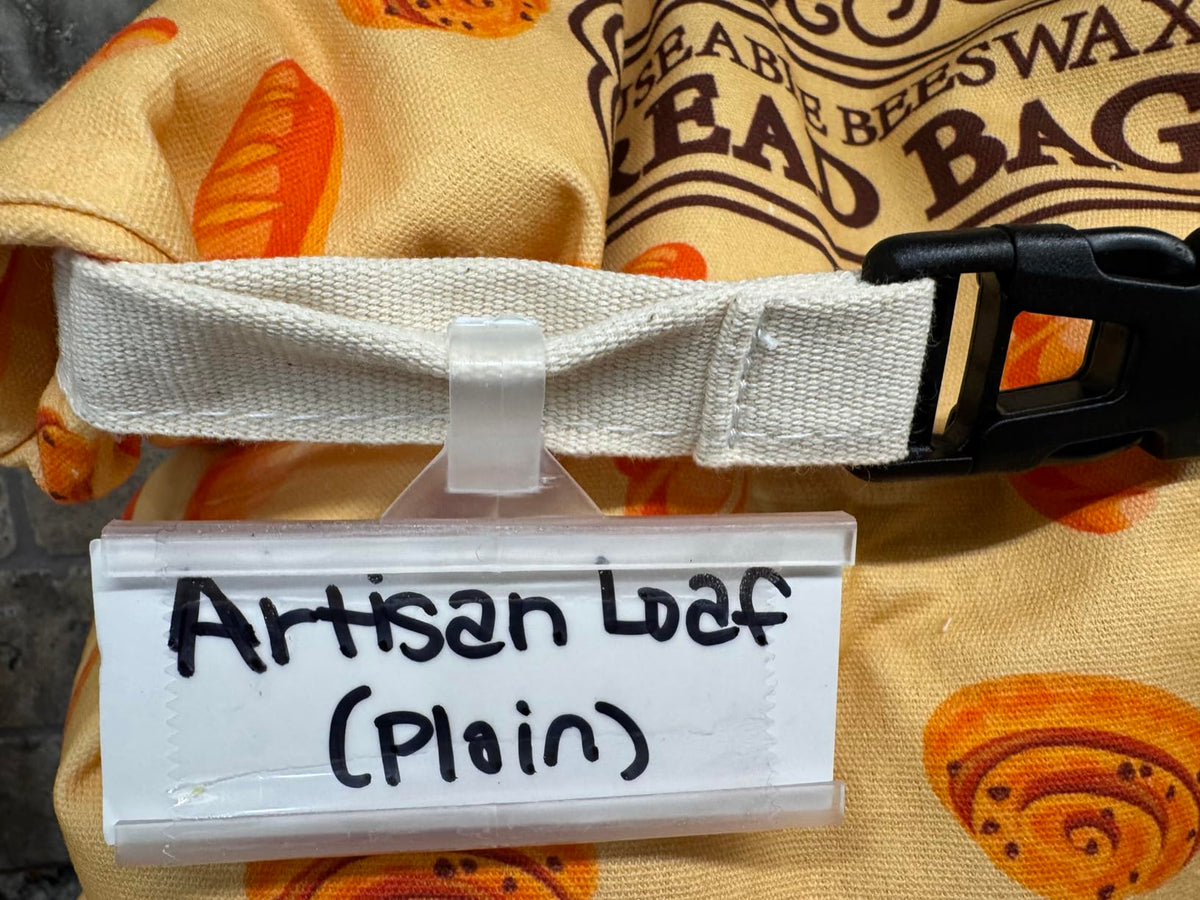 USEABLE BEESWAX
READ BAG
Artisan Loaf
(Plain)